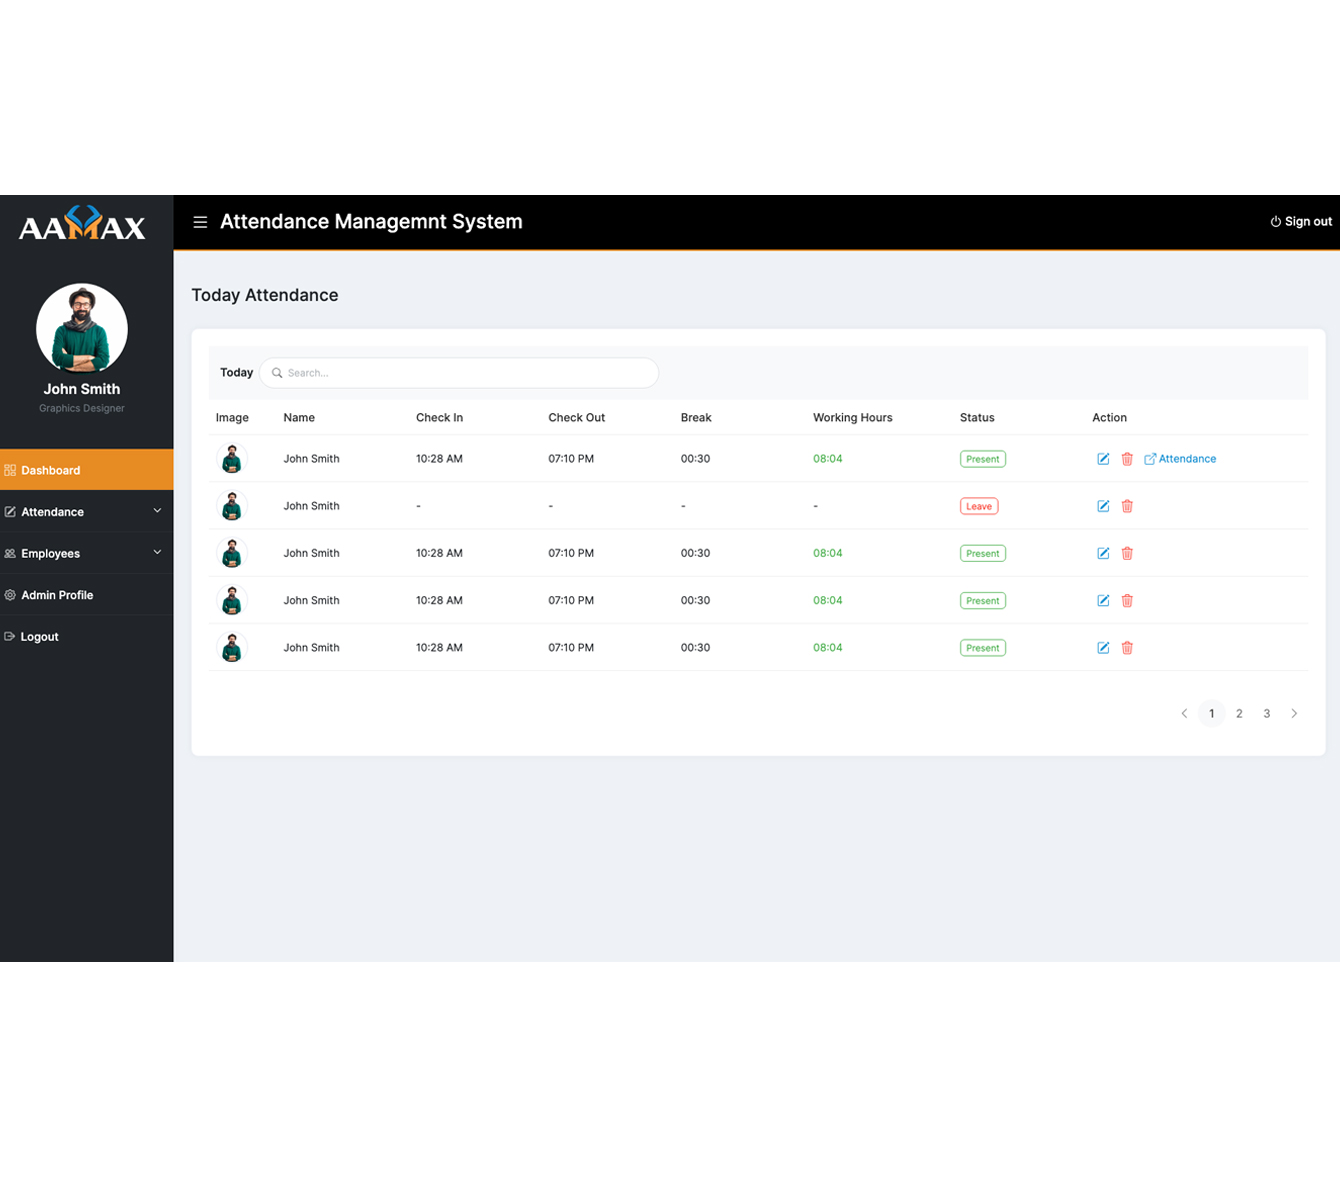 AAMAX
Attendance Managemnt System
Sign out
John Smith
Graphics Designer
Dashboard
Attendance
Employees
Admin Profile
Logout
Today Attendance
Today Search...
Image Name Check In Check Out Break Working Hours Status Action
John Smith 10:28 AM 07:10 PM 00:30 08:04 Present Attendance
John Smith - - - - Leave
John Smith 10:28 AM 07:10 PM 00:30 08:04 Present
John Smith 10:28 AM 07:10 PM 00:30 08:04 Present
John Smith 10:28 AM 07:10 PM 00:30 08:04 Present
1 2 3